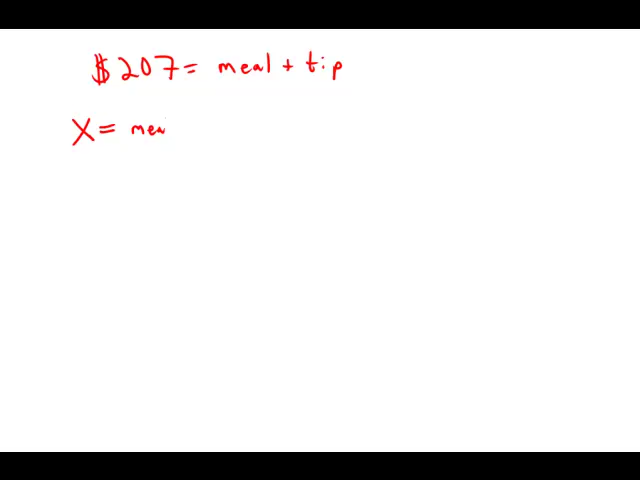 $207 = meal + tip
X = mea